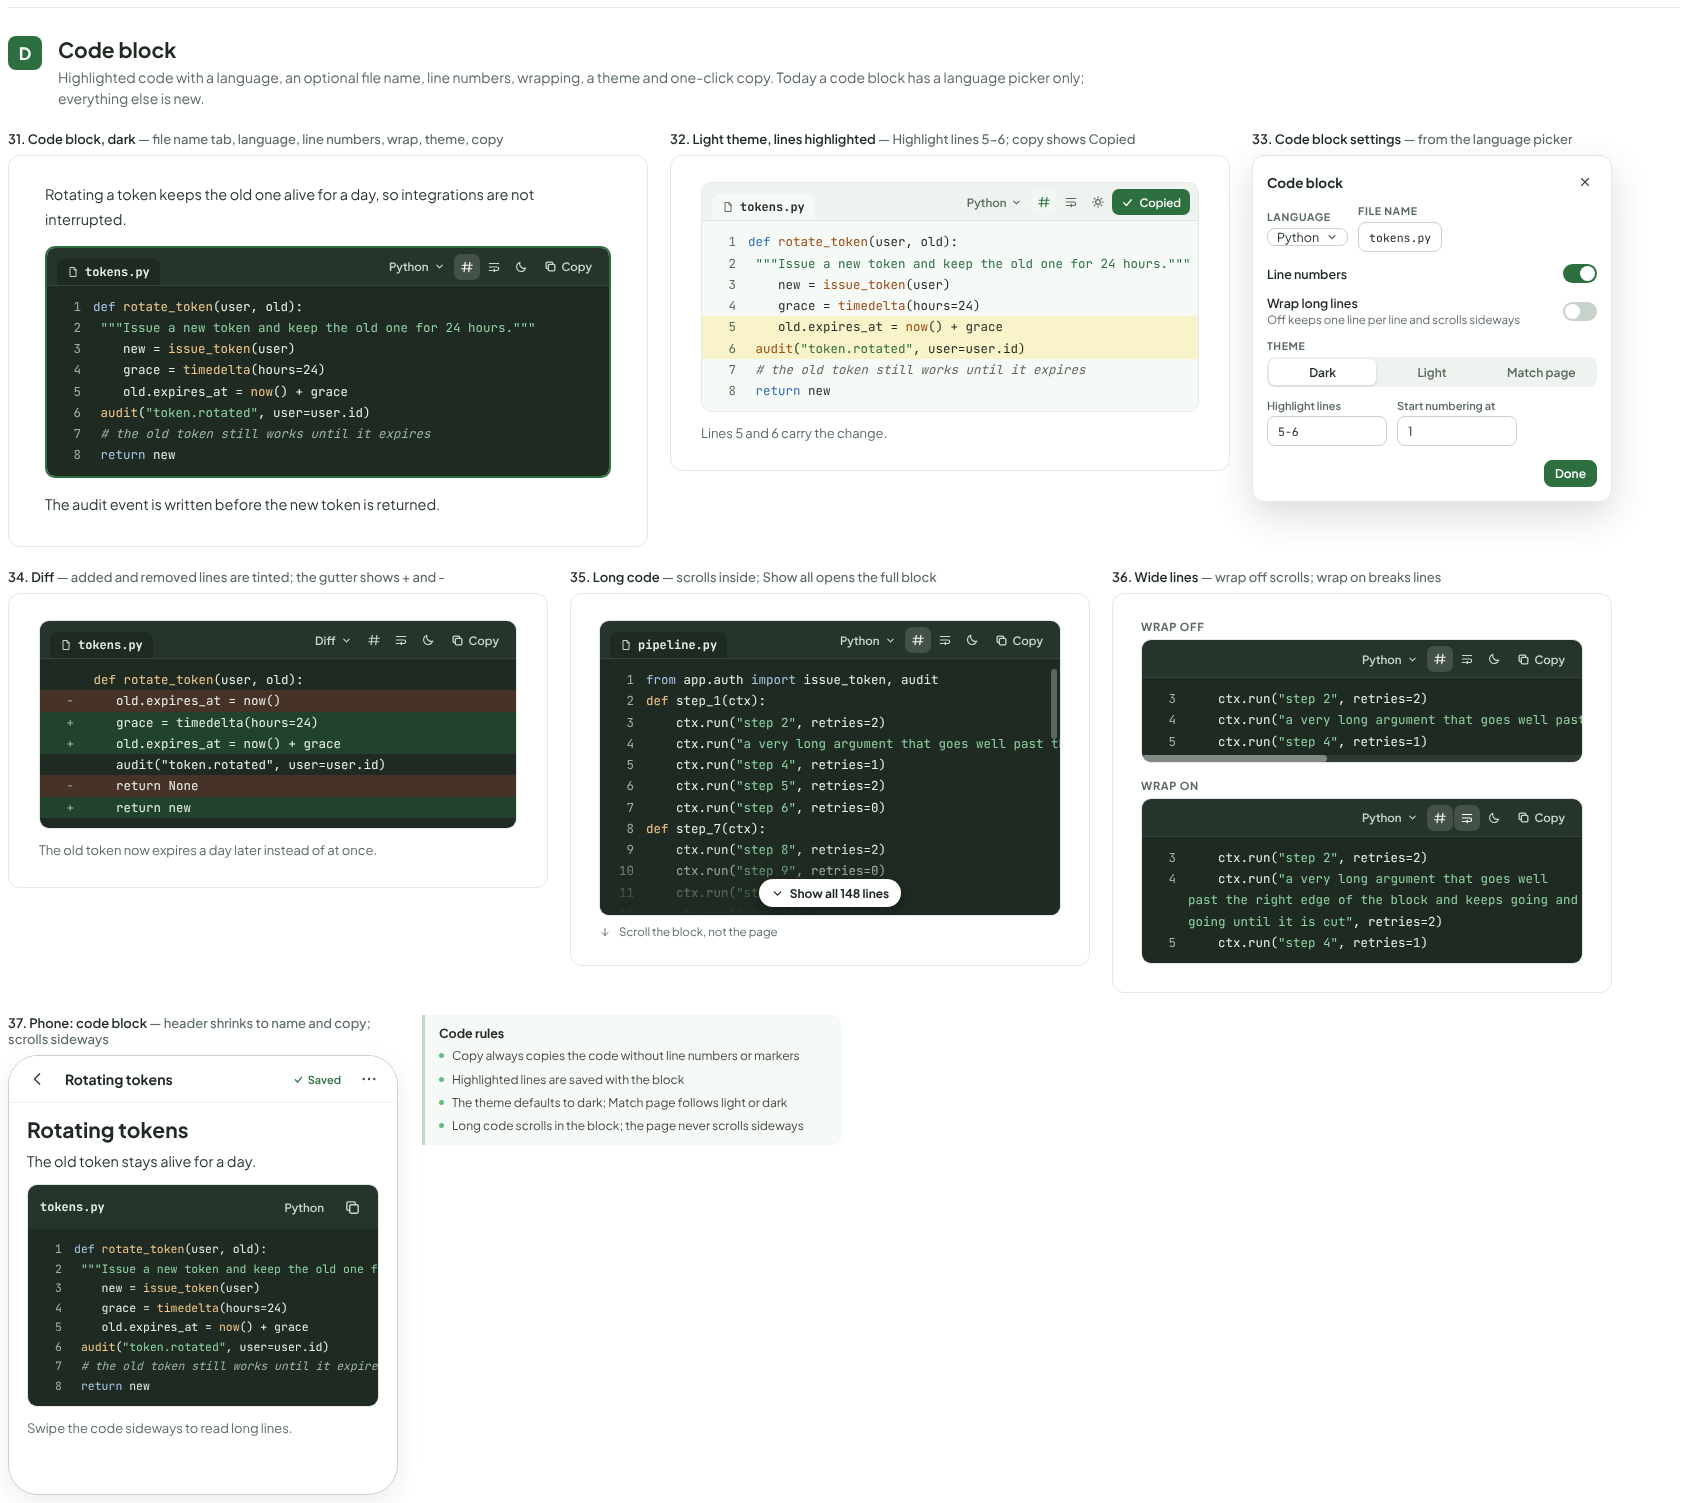 D
Code block
Highlighted code with a language, an optional file name, line numbers, wrapping, a theme and one-click copy. Today a code block has a language picker only;
everything else is new.
31. Code block, dark — file name tab, language, line numbers, wrap, theme, copy
Rotating a token keeps the old one alive for a day, so integrations are not
interrupted.
tokens.py Python # Copy
1 def rotate_token(user, old):
2 """Issue a new token and keep the old one for 24 hours."""
3 new = issue_token(user)
4 grace = timedelta(hours=24)
5 old.expires_at = now() + grace
6 audit("token.rotated", user=user.id)
7 # the old token still works until it expires
8 return new
The audit event is written before the new token is returned.
32. Light theme, lines highlighted — Highlight lines 5–6; copy shows Copied
tokens.py Python # Copied
1 def rotate_token(user, old):
2 """Issue a new token and keep the old one for 24 hours."""
3 new = issue_token(user)
4 grace = timedelta(hours=24)
5 old.expires_at = now() + grace
6 audit("token.rotated", user=user.id)
7 # the old token still works until it expires
8 return new
Lines 5 and 6 carry the change.
33. Code block settings — from the language picker
Code block
LANGUAGE FILE NAME
Python tokens.py
Line numbers
Wrap long lines
Off keeps one line per line and scrolls sideways
THEME
Dark Light Match page
Highlight lines Start numbering at
5-6 1
Done
34. Diff — added and removed lines are tinted; the gutter shows + and -
tokens.py Diff # Copy
def rotate_token(user, old):
- old.expires_at = now()
+ grace = timedelta(hours=24)
+ old.expires_at = now() + grace
audit("token.rotated", user=user.id)
- return None
+ return new
The old token now expires a day later instead of at once.
35. Long code — scrolls inside; Show all opens the full block
pipeline.py Python # Copy
1 from app.auth import issue_token, audit
2 def step_1(ctx):
3 ctx.run("step 2", retries=2)
4 ctx.run("a very long argument that goes well past t
5 ctx.run("step 4", retries=1)
6 ctx.run("step 5", retries=2)
7 ctx.run("step 6", retries=0)
8 def step_7(ctx):
9 ctx.run("step 8", retries=2)
10 ctx.run("step 9", retries=0)
11 ctx.run("st
Show all 148 lines
Scroll the block, not the page
36. Wide lines — wrap off scrolls; wrap on breaks lines
WRAP OFF
Python # Copy
3 ctx.run("step 2", retries=2)
4 ctx.run("a very long argument that goes well past
5 ctx.run("step 4", retries=1)
WRAP ON
Python # Copy
3 ctx.run("step 2", retries=2)
4 ctx.run("a very long argument that goes well
past the right edge of the block and keeps going and
going until it is cut", retries=2)
5 ctx.run("step 4", retries=1)
37. Phone: code block — header shrinks to name and copy;
scrolls sideways
Rotating tokens Saved
Rotating tokens
The old token stays alive for a day.
tokens.py Python
1 def rotate_token(user, old):
2 """Issue a new token and keep the old one f
3 new = issue_token(user)
4 grace = timedelta(hours=24)
5 old.expires_at = now() + grace
6 audit("token.rotated", user=user.id)
7 # the old token still works until it expire
8 return new
Swipe the code sideways to read long lines.
Code rules
Copy always copies the code without line numbers or markers
Highlighted lines are saved with the block
The theme defaults to dark; Match page follows light or dark
Long code scrolls in the block; the page never scrolls sideways